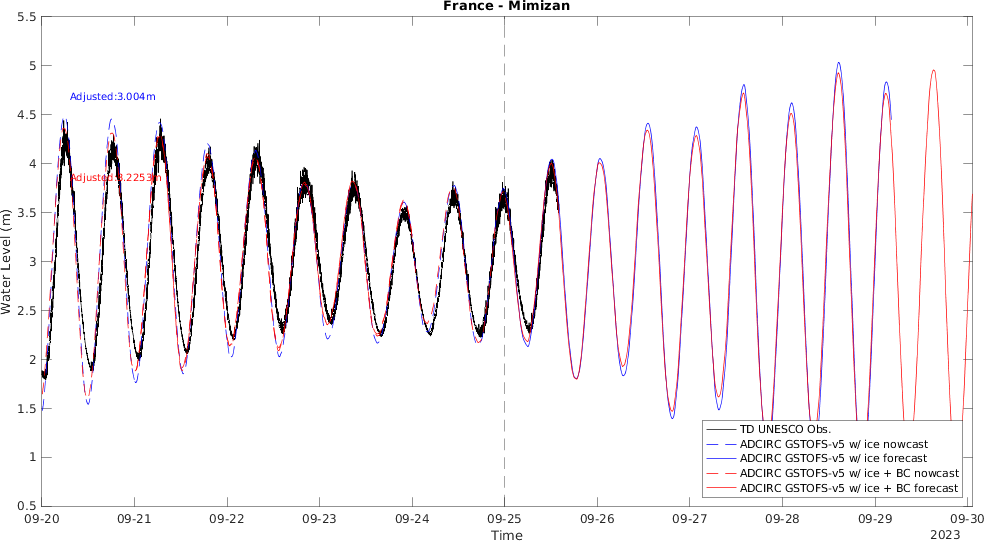 France - Mimizan
5.5
5
4.5
4
3.5
3
2.5
2
1.5
1
0.5
Water Level (m)
Adjusted:3.004m
Adjusted:3.2253m
TD UNESCO Obs.
ADCIRC GSTOFS-v5 w/ ice nowcast
ADCIRC GSTOFS-v5 w/ ice forecast
ADCIRC GSTOFS-v5 w/ ice + BC nowcast
ADCIRC GSTOFS-v5 w/ ice + BC forecast
09-20 09-21 09-22 09-23 09-24 09-25 09-26 09-27 09-28 09-29 09-30
Time
2023